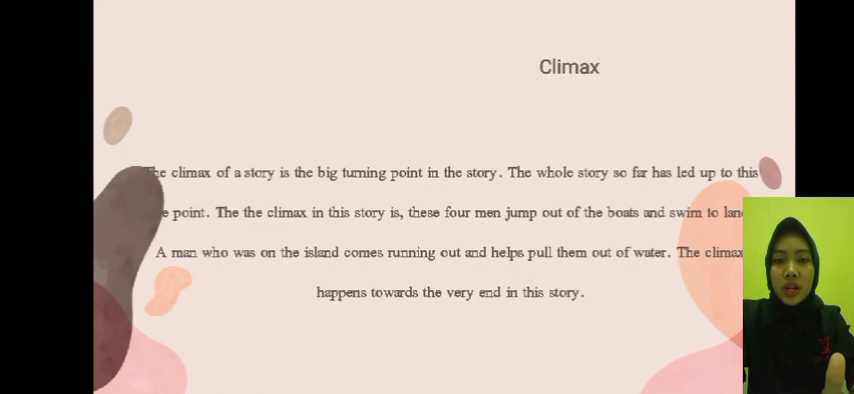 Climax
The climax of a story is the big turning point in the story. The whole story so far has led up to this
point. The the climax in this story is, these four men jump out of the boats and swim to land
A man who was on the island comes running out and helps pull them out of water. The climax
happens towards the very end in this story.